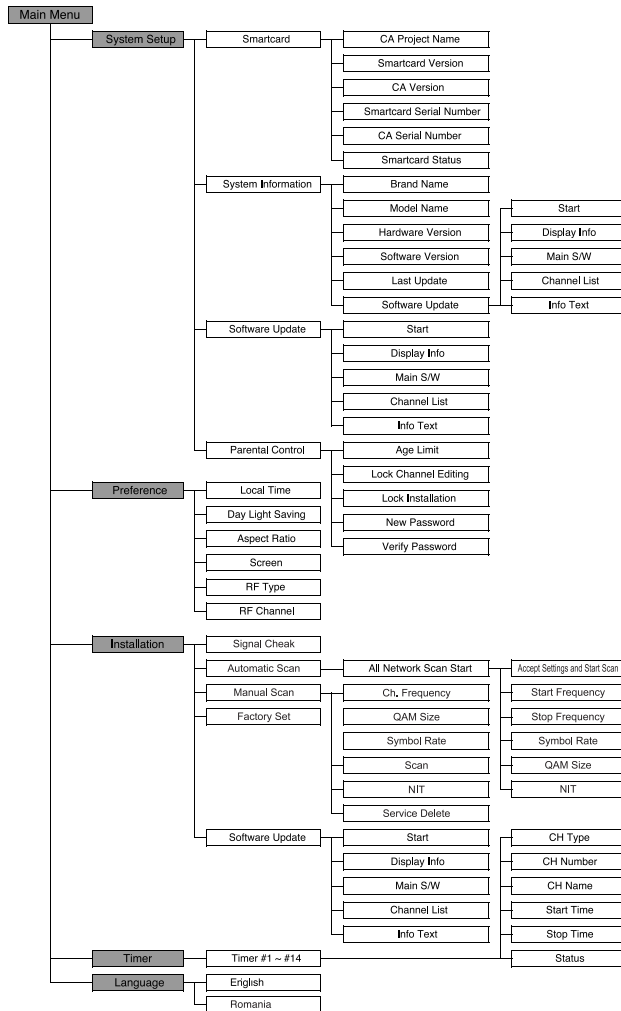 Main Menu
System Setup
Smartcard
CA Project Name
Smartcard Version
CA Version
Smartcard Serial Number
CA Serial Number
Smartcard Status
System Information
Brand Name
Model Name
Start
Hardware Version
Display Info
Software Version
Main S/W
Last Update
Channel List
Software Update
Info Text
Software Update
Start
Display Info
Main S/W
Channel List
Info Text
Parental Control
Age Limit
Lock Channel Editing
Preference
Local Time
Lock Installation
Day Light Saving
New Password
Aspect Ratio
Verify Password
Screen
RF Type
RF Channel
Installation
Signal Cheak
Automatic Scan
All Network Scan Start
Accept Settings and Start Scan
Manual Scan
Ch. Frequency
Start Frequency
Factory Set
QAM Size
Stop Frequency
Symbol Rate
Symbol Rate
Scan
QAM Size
NIT
NIT
Service Delete
Software Update
Start
CH Type
Display Info
CH Number
Main S/W
CH Name
Channel List
Start Time
Info Text
Stop Time
Timer
Timer #1 ~ #14
Status
Language
English
Romania